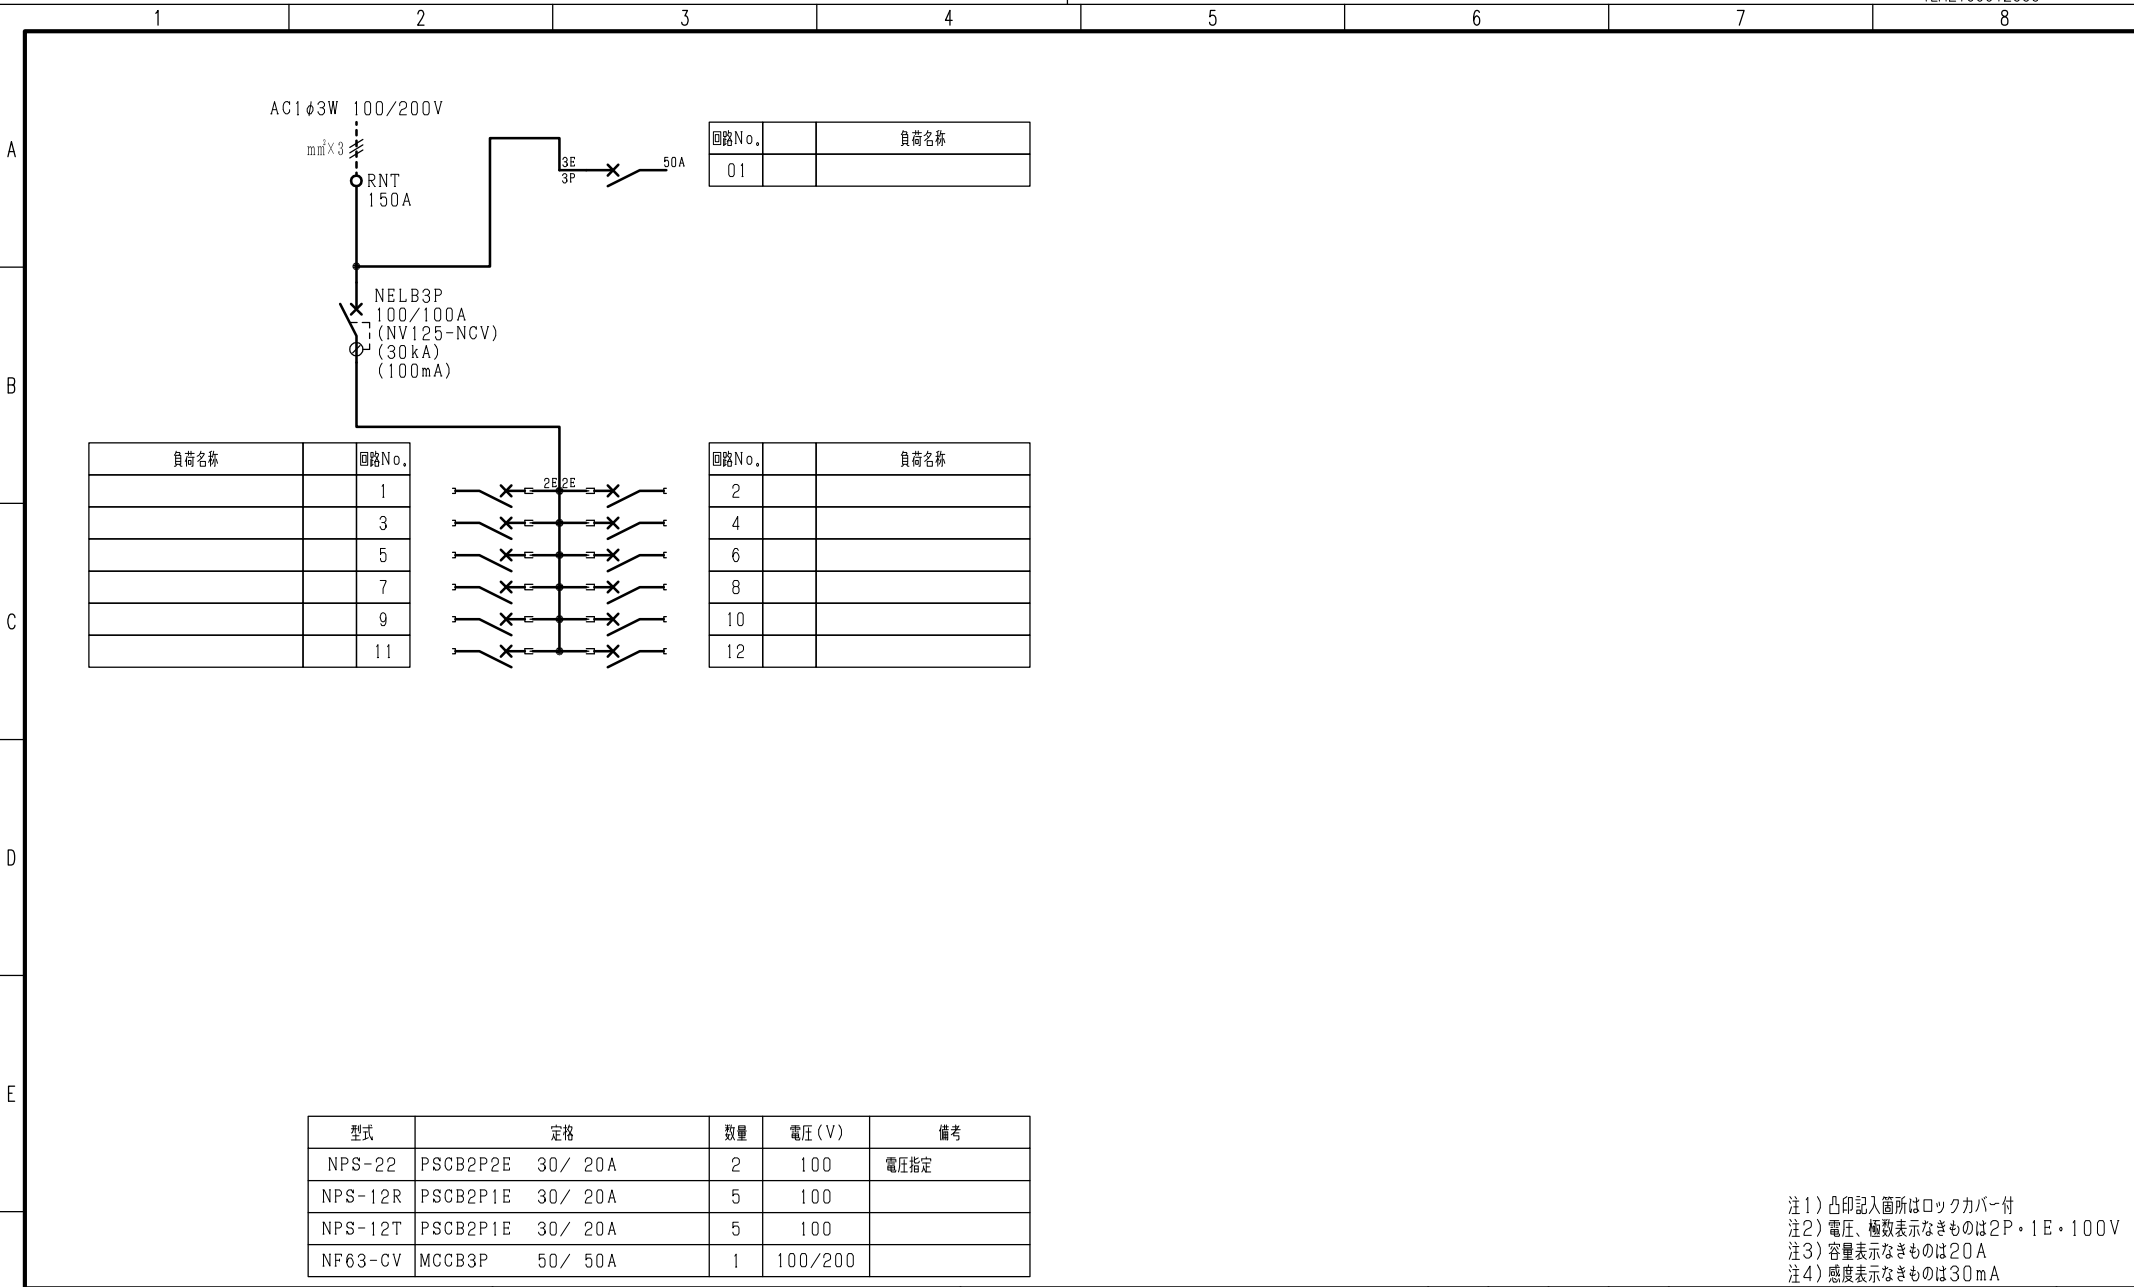 1 2 3 4 5 6 7 8
AC1φ3W 100/200V
A
mm²×3
RNT
150A
3E
3P
50A
回路No. 負荷名称
01
NELB3P
100/100A
(NV125-NCV)
(30kA)
(100mA)
B
負荷名称 回路No.
1
3
5
7
9
11
2E 2E
回路No. 負荷名称
2
4
6
8
10
12
C
D
E
型式 定格 数量 電圧(V) 備考
NPS-22 PSCB2P2E 30/ 20A 2 100 電圧指定
NPS-12R PSCB2P1E 30/ 20A 5 100
NPS-12T PSCB2P1E 30/ 20A 5 100
NF63-CV MCCB3P 50/ 50A 1 100/200
注1)凸印記入箇所はロックカバー付
注2)電圧、極数表示なきものは2P・1E・100V
注3)容量表示なきものは20A
注4)感度表示なきものは30mA